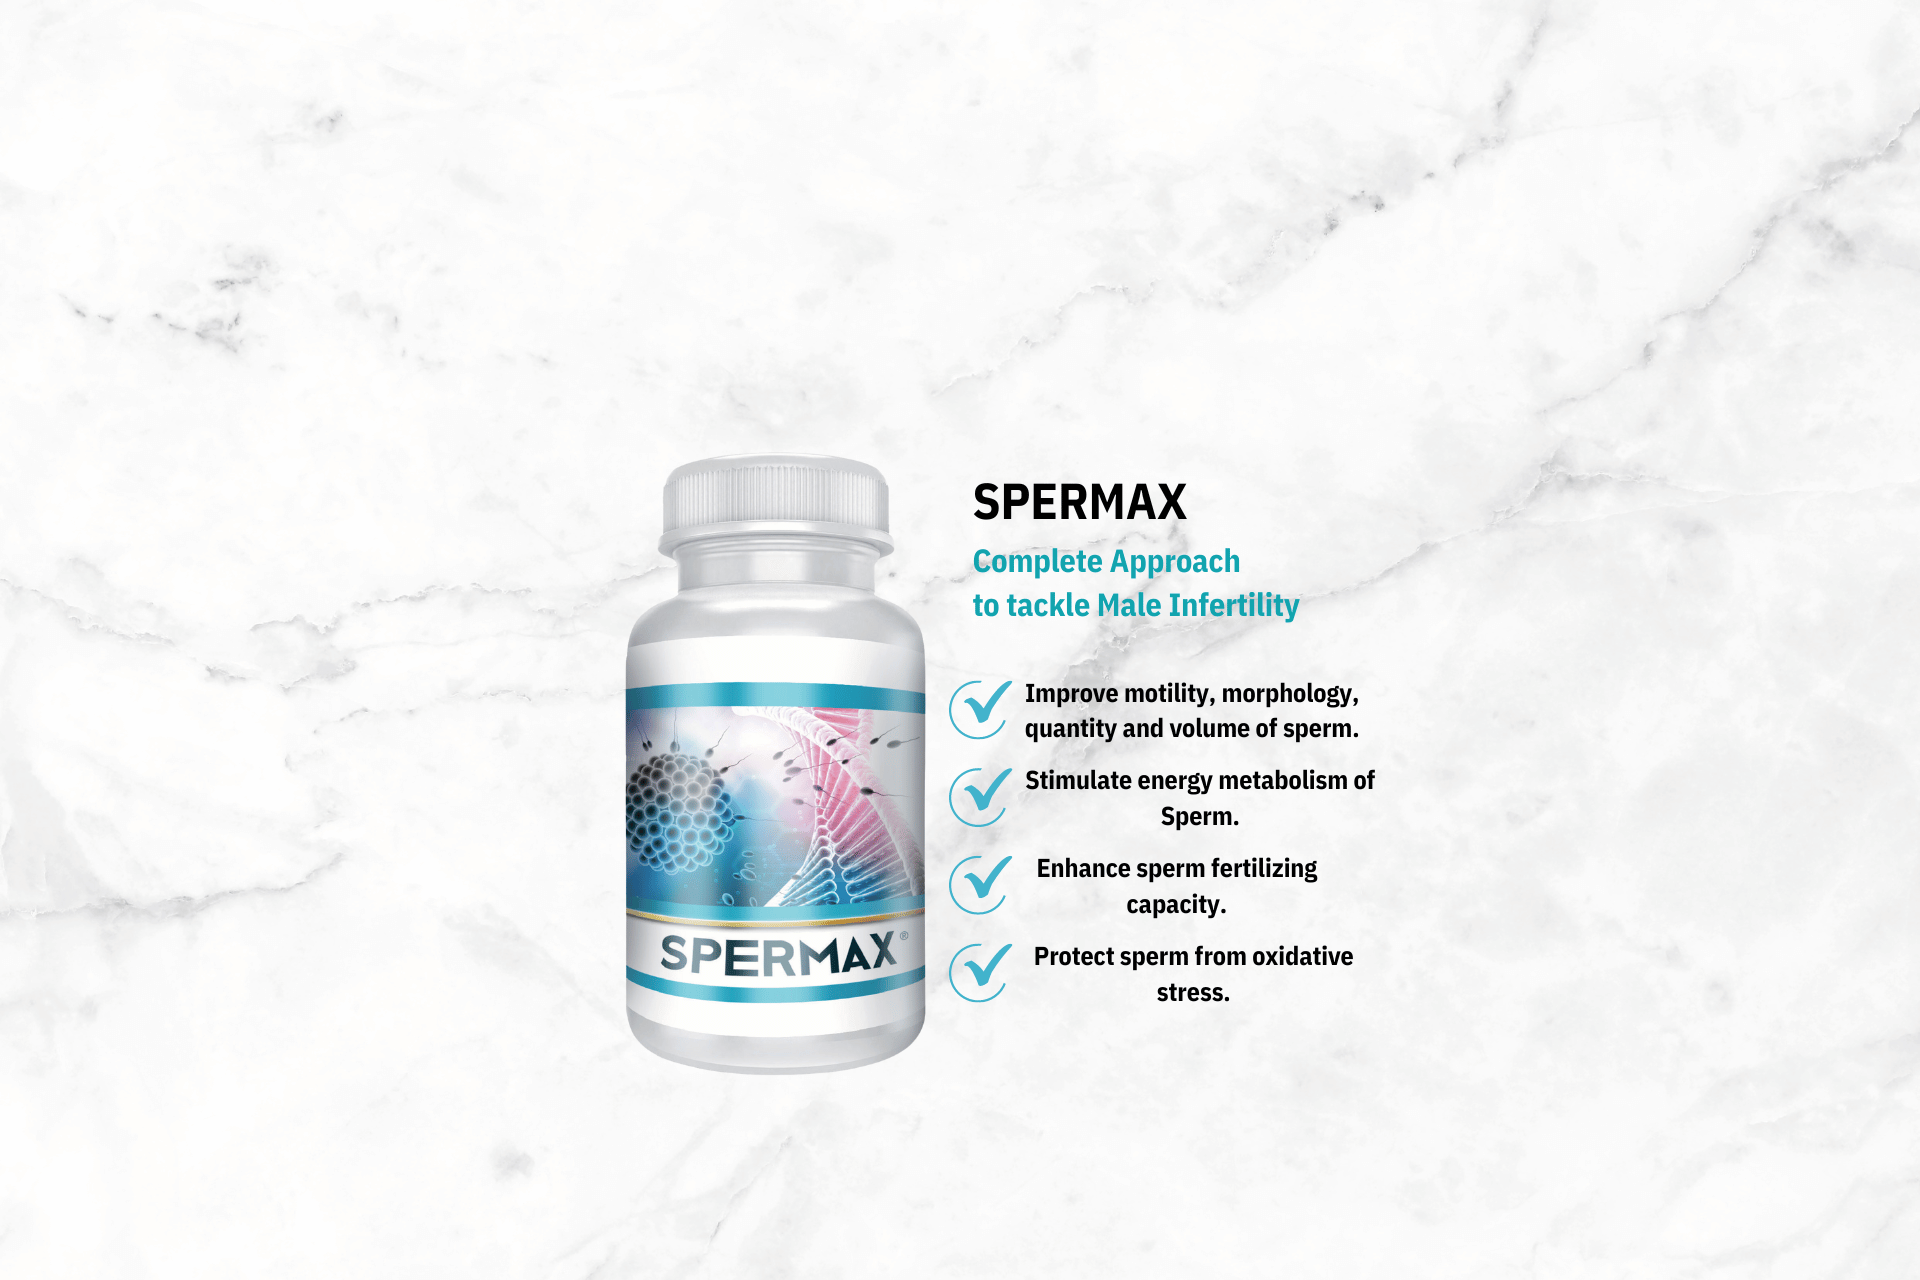 SPERMAX
Complete Approach
to tackle Male Infertility
Improve motility, morphology,
quantity and volume of sperm.
Stimulate energy metabolism of
Sperm.
Enhance sperm fertilizing
capacity.
Protect sperm from oxidative
stress.
SPERMAX®